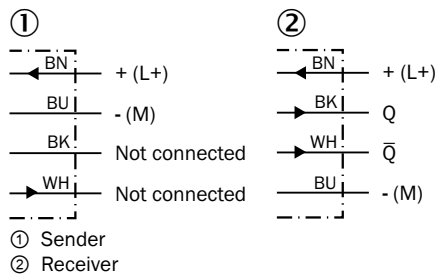 ① ②
BN + (L+) BN + (L+)
BU - (M) BK Q
BK Not connected WH Q̅
WH Not connected BU - (M)
① Sender
② Receiver